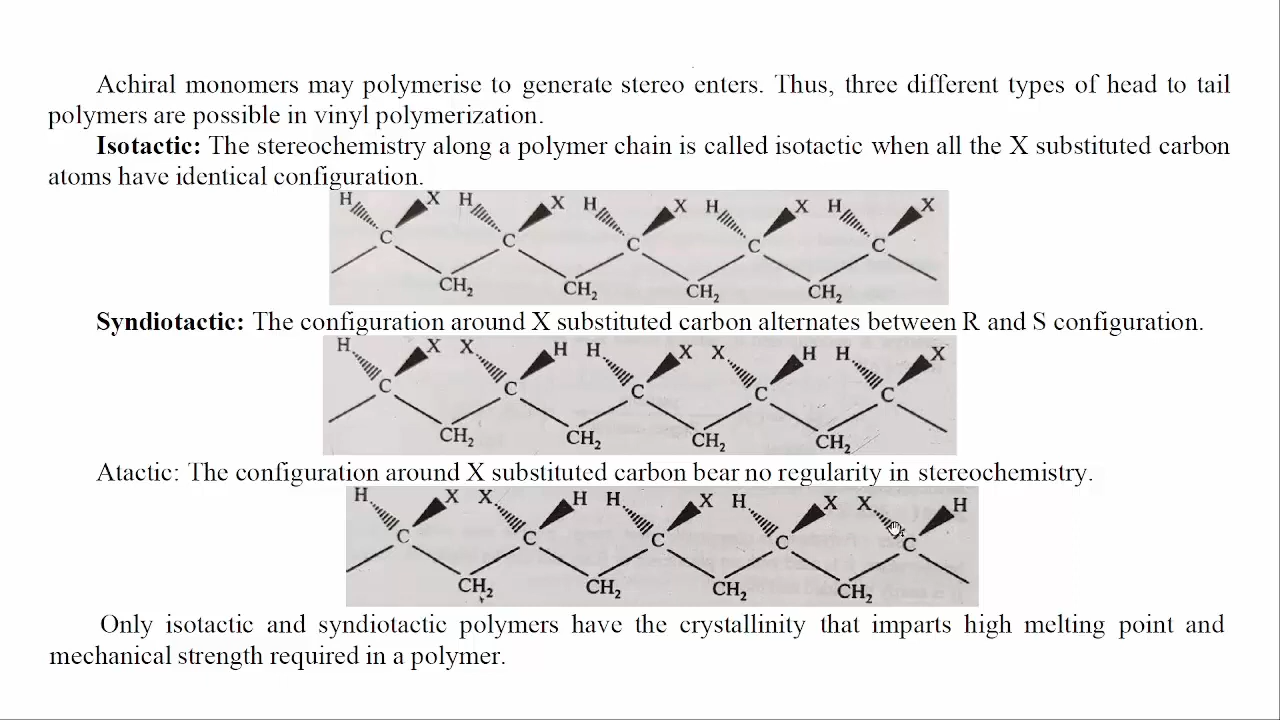 Achiral monomers may polymerise to generate stereo enters. Thus, three different types of head to tail
polymers are possible in vinyl polymerization.
Isotactic: The stereochemistry along a polymer chain is called isotactic when all the X substituted carbon
atoms have identical configuration.
H X H X H X H X H X
C C C C C
CH₂ CH₂ CH₂ CH₂
Syndiotactic: The configuration around X substituted carbon alternates between R and S configuration.
H X X H H X X H H X
C C C C C
CH₂ CH₂ CH₂ CH₂
Atactic: The configuration around X substituted carbon bear no regularity in stereochemistry.
H X X H H X H X X H
C C C C C
CH₂ CH₂ CH₂ CH₂
Only isotactic and syndiotactic polymers have the crystallinity that imparts high melting point and
mechanical strength required in a polymer.